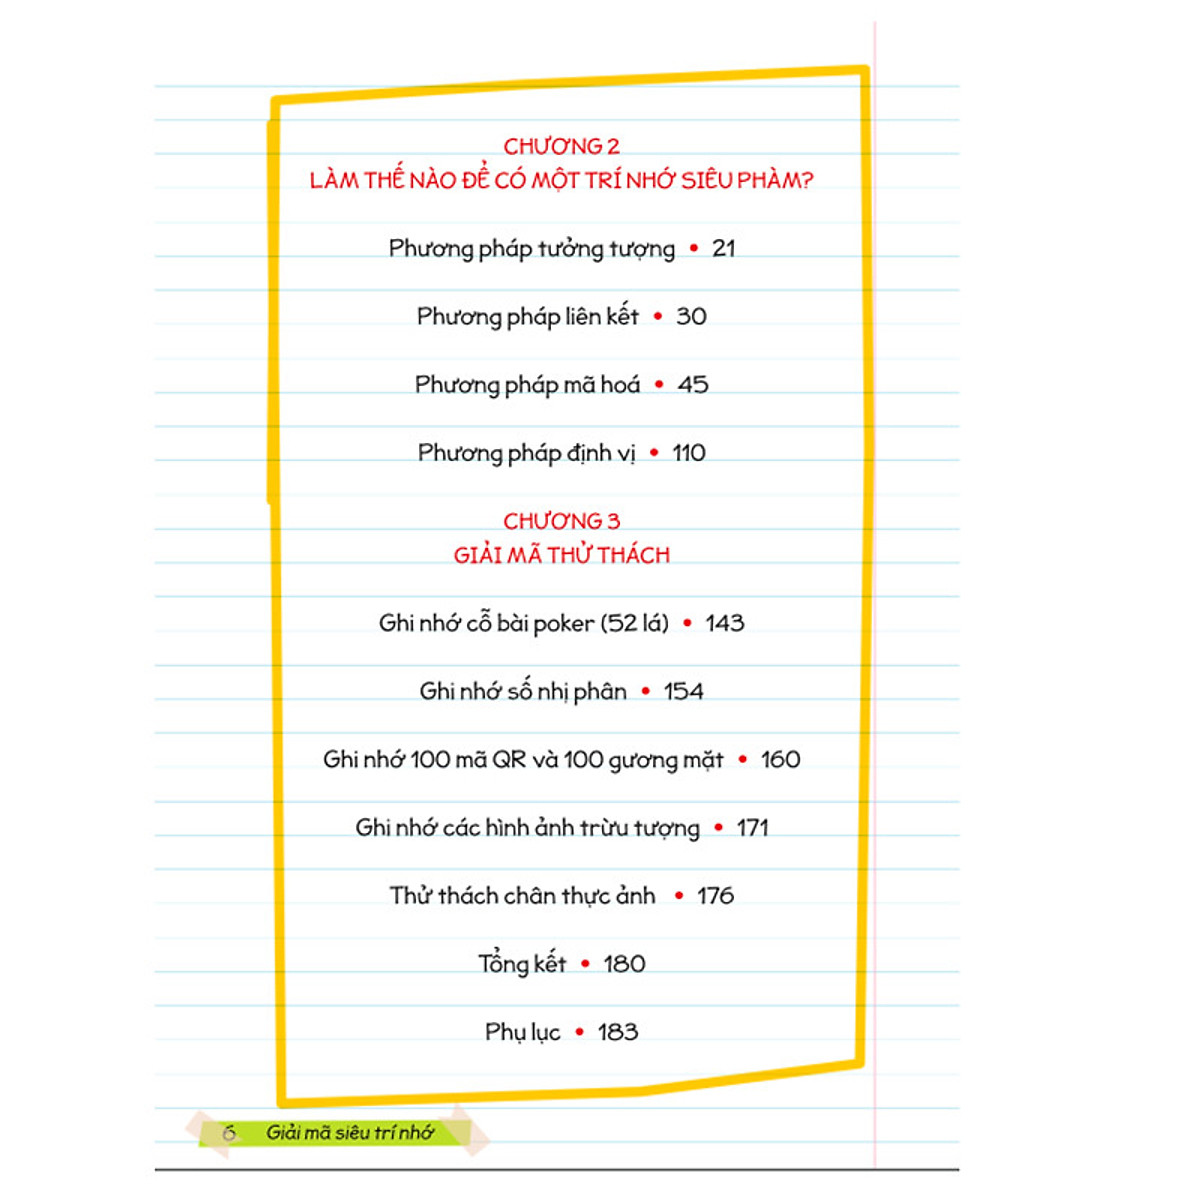 CHƯƠNG 2
LÀM THẾ NÀO ĐỂ CÓ MỘT TRÍ NHỚ SIÊU PHÀM?
Phương pháp tưởng tượng • 21
Phương pháp liên kết • 30
Phương pháp mã hoá • 45
Phương pháp định vị • 110
CHƯƠNG 3
GIẢI MÃ THỬ THÁCH
Ghi nhớ cỗ bài poker (52 lá) • 143
Ghi nhớ số nhị phân • 154
Ghi nhớ 100 mã QR và 100 gương mặt • 160
Ghi nhớ các hình ảnh trừu tượng • 171
Thử thách chân thực ảnh • 176
Tổng kết • 180
Phụ lục • 183
6 Giải mã siêu trí nhớ